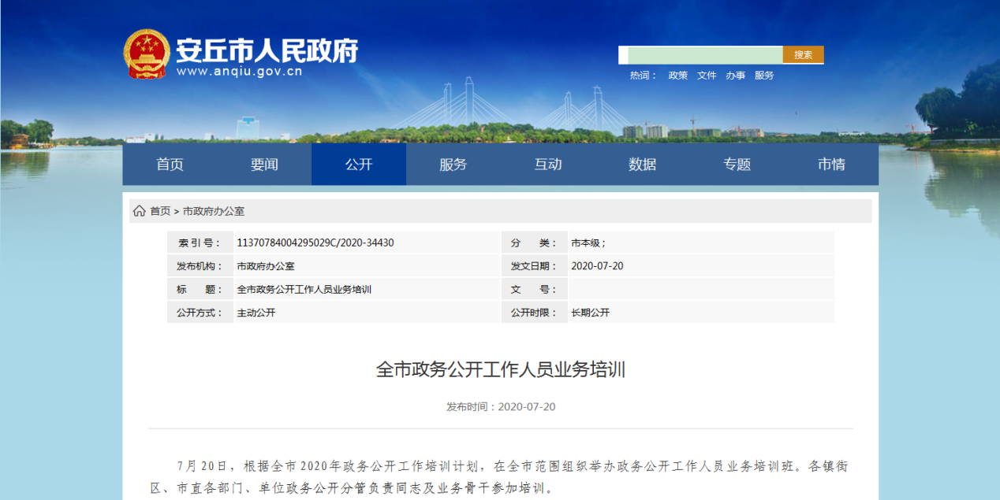 安丘市人民政府
www.anqiu.gov.cn
搜索
热词： 政策 文件 办事 服务
首页 要闻 公开 服务 互动 数据 专题 市情
首页 > 市政府办公室
索引号： 11370784004295029C/2020-34430 分 类： 市本级；
发布机构： 市政府办公室 发文日期： 2020-07-20
标 题： 全市政务公开工作人员业务培训 文 号：
公开方式： 主动公开 公开时限： 长期公开
全市政务公开工作人员业务培训
发布时间：2020-07-20
7月20日，根据全市2020年政务公开工作培训计划，在全市范围组织举办政务公开工作人员业务培训班。各镇街
区、市直各部门、单位政务公开分管负责同志及业务骨干参加培训。